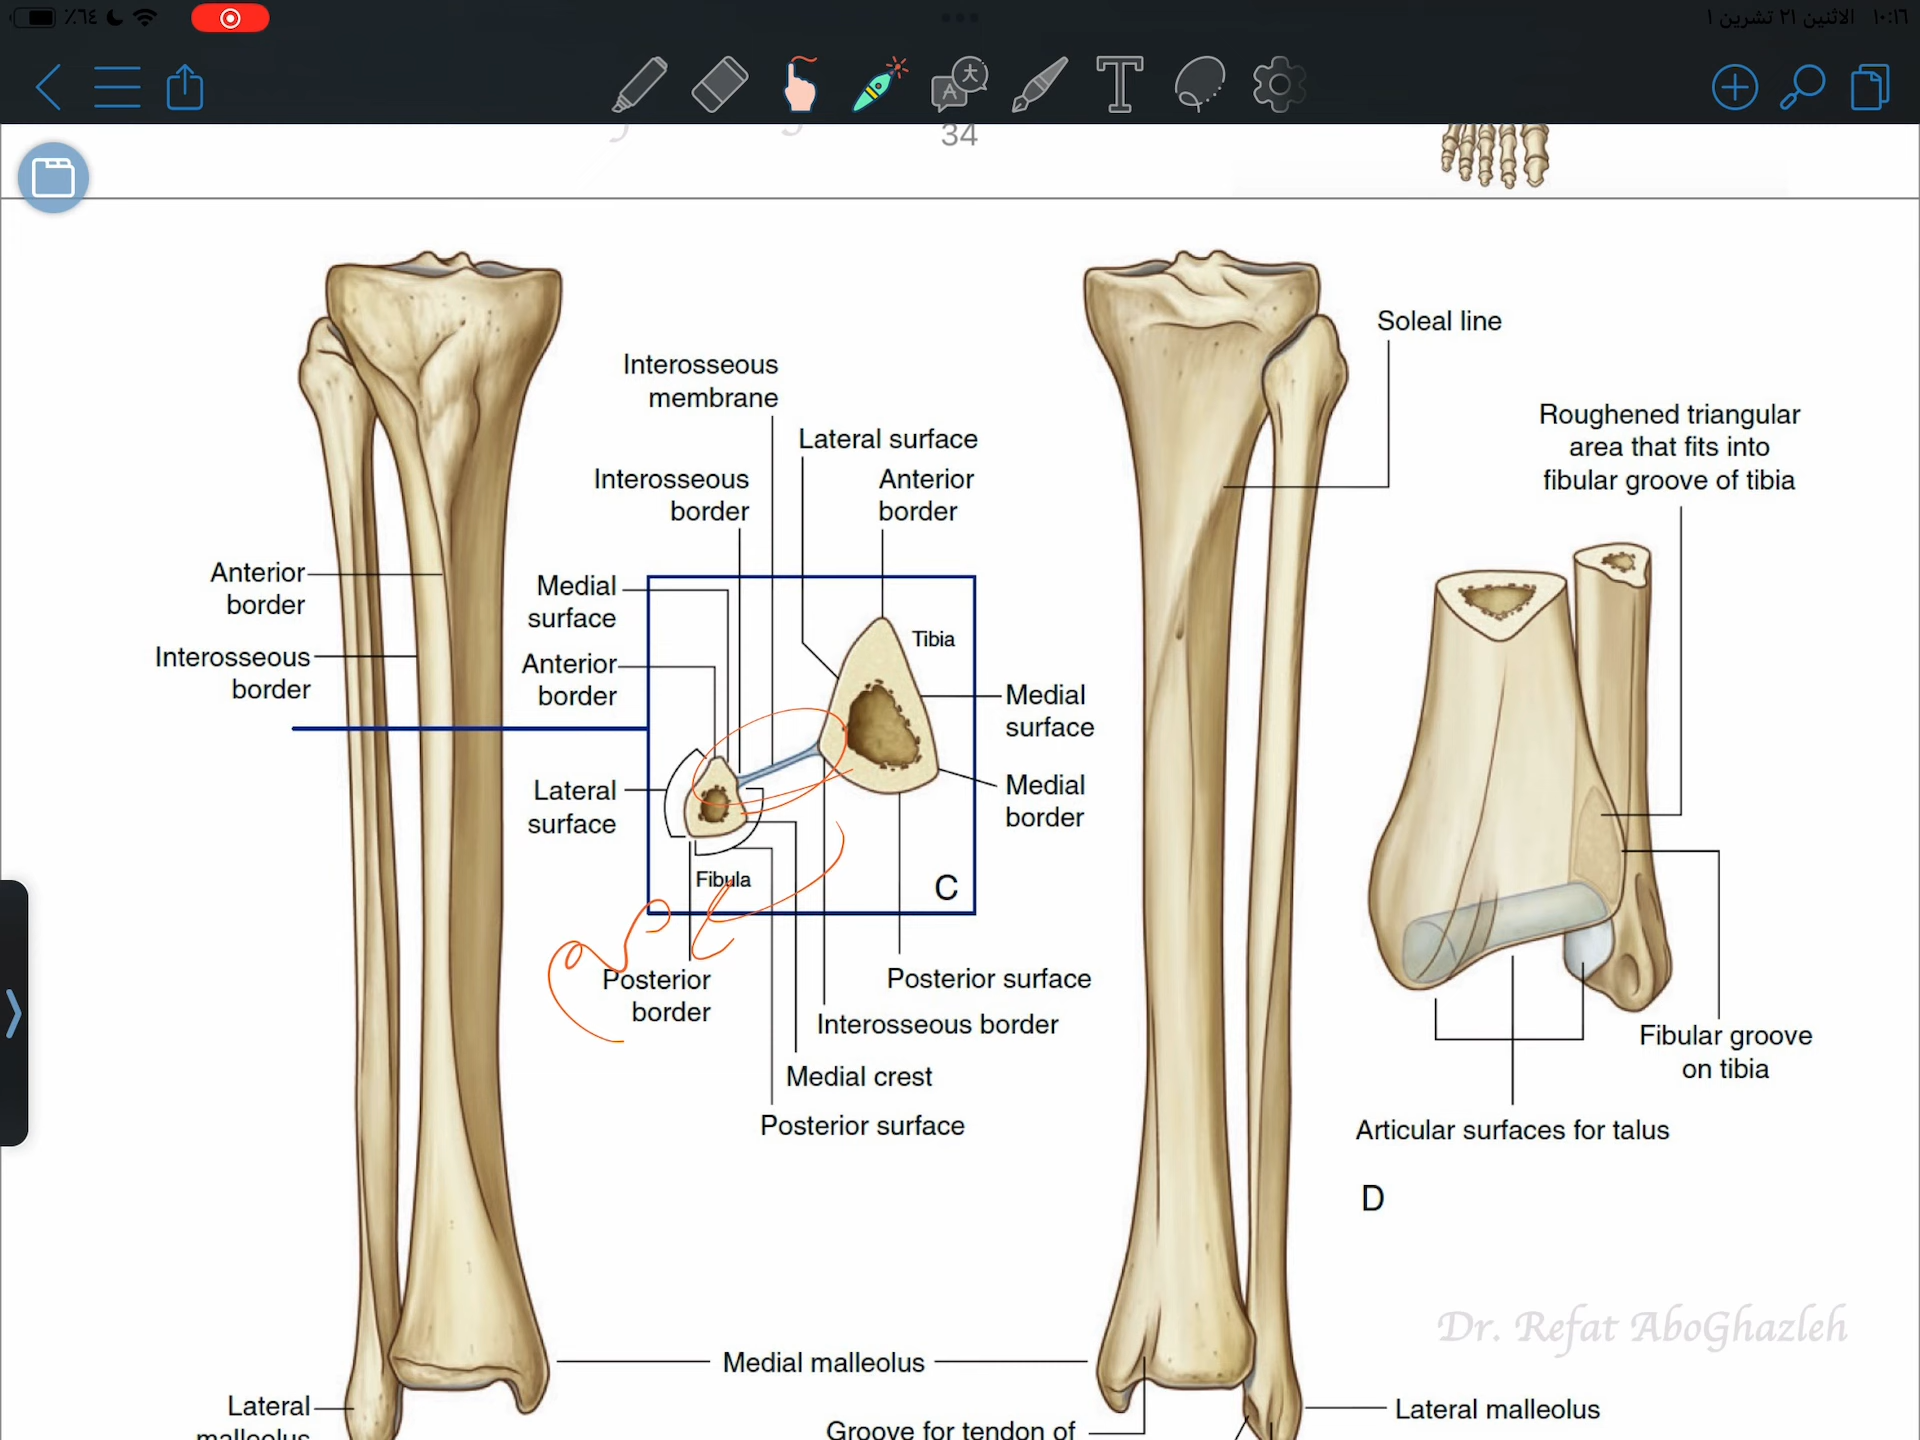 ٪٦٤
الاثنين ٢١ تشرين ١
١٠:١٦
34
Soleal line
Interosseous
membrane
Lateral surface
Roughened triangular
area that fits into
fibular groove of tibia
Interosseous
border
Anterior
border
Anterior
border
Medial
surface
Tibia
Interosseous
border
Anterior
border
Medial
surface
Lateral
surface
Medial
border
Fibula
C
Posterior
border
Posterior surface
Interosseous border
Fibular groove
on tibia
Medial crest
Posterior surface
Articular surfaces for talus
D
Dr. Refat AboGhazleh
Medial malleolus
Lateral
malleolus
Lateral malleolus
Groove for tendon of